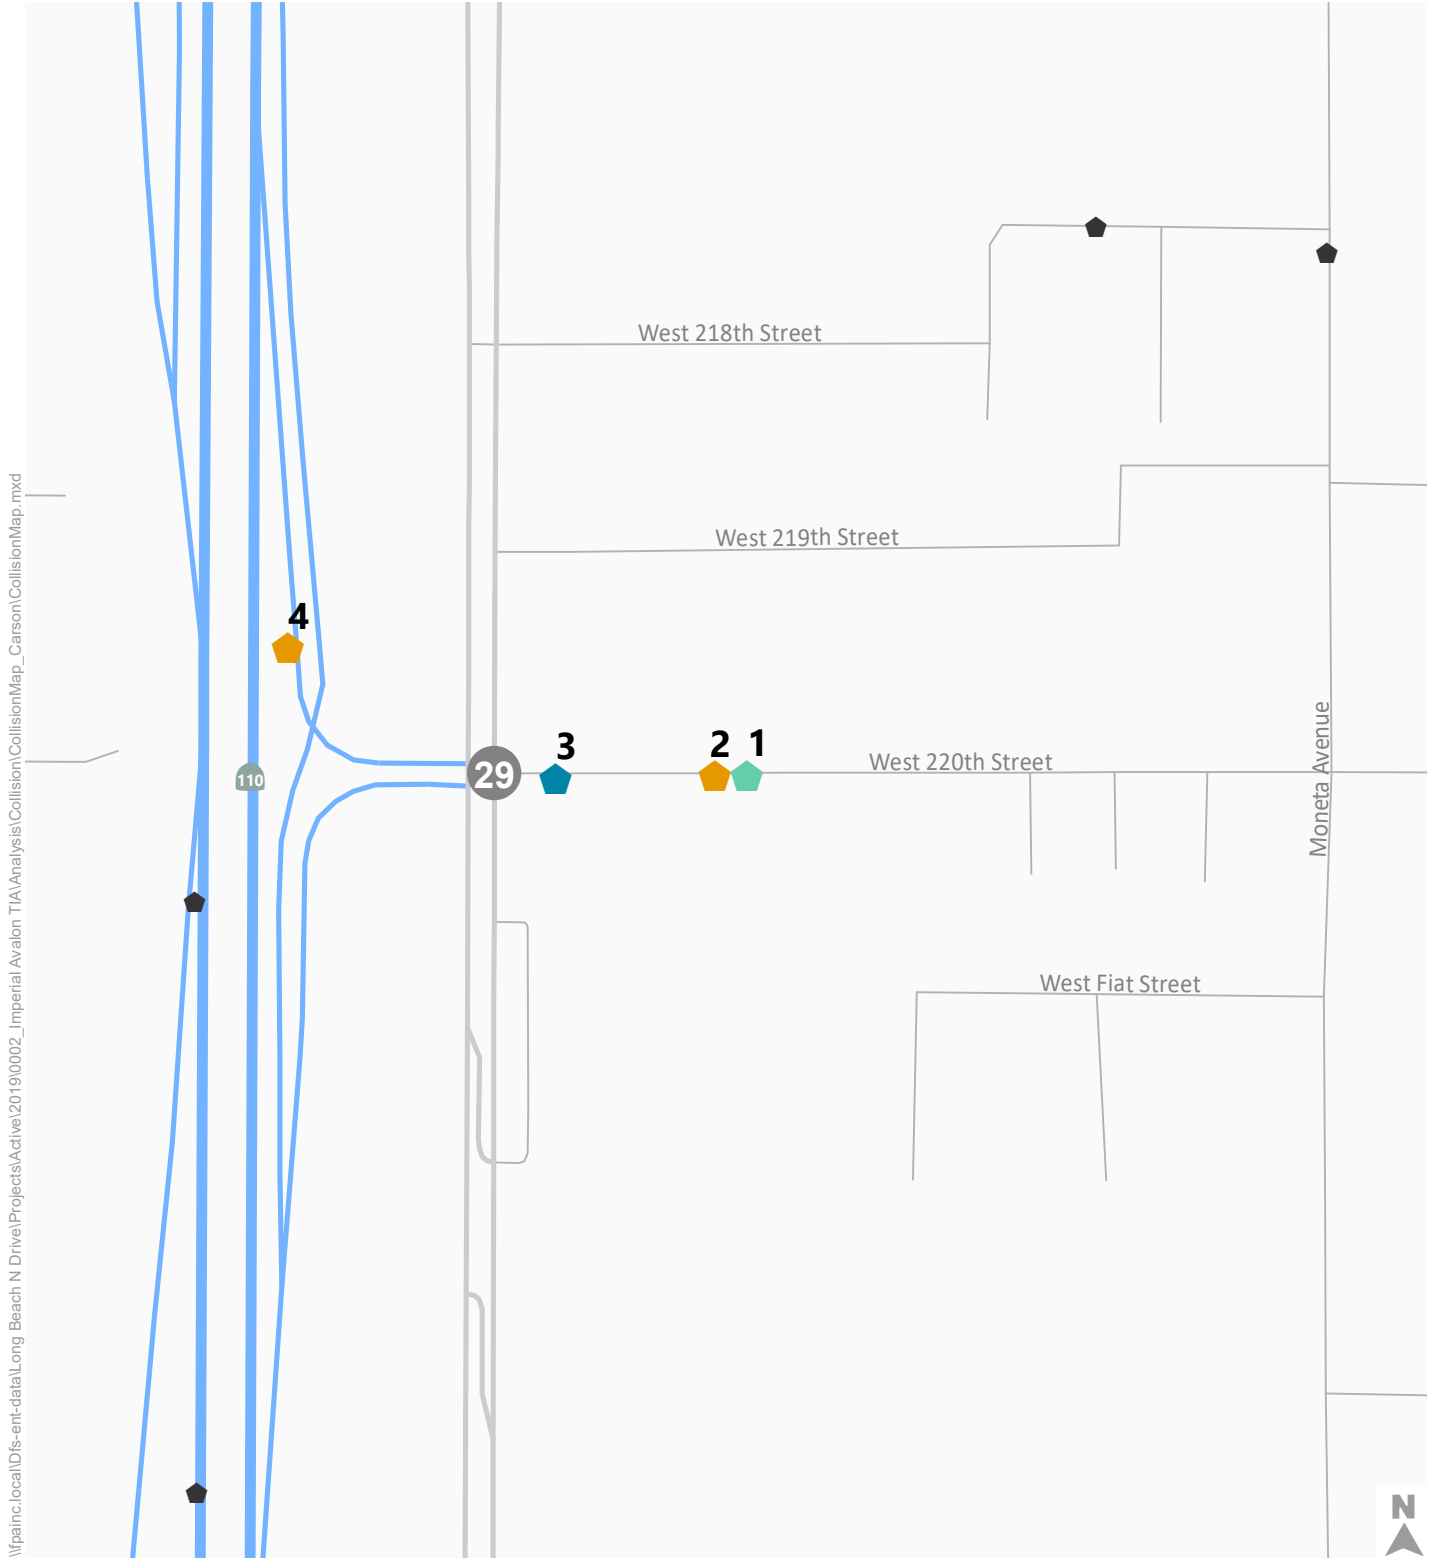 West 218th Street
West 219th Street
4
3
2
1
29
110
West 220th Street
Moneta Avenue
West Fiat Street
N
\\fpainc.local\Dfs-ent-data\Long Beach N Drive\Projects\Active\2019\0002_Imperial Avalon TIA\Analysis\Collision\CollisionMap_Carson\CollisionMap.mxd